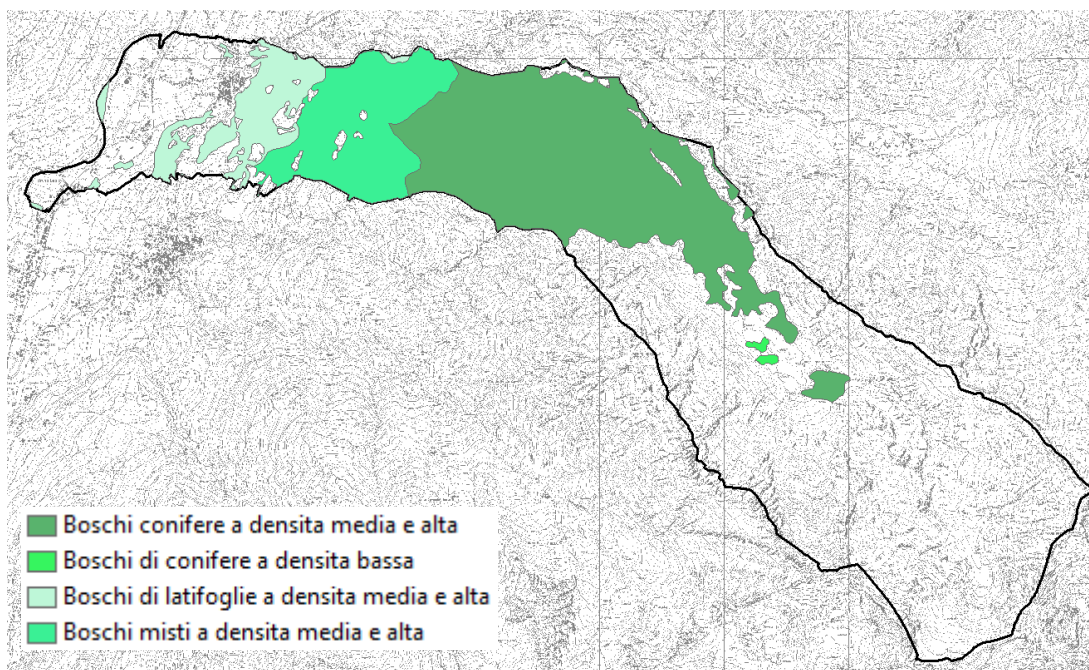 Boschi conifere a densita media e alta
Boschi di conifere a densita bassa
Boschi di latifoglie a densita media e alta
Boschi misti a densita media e alta